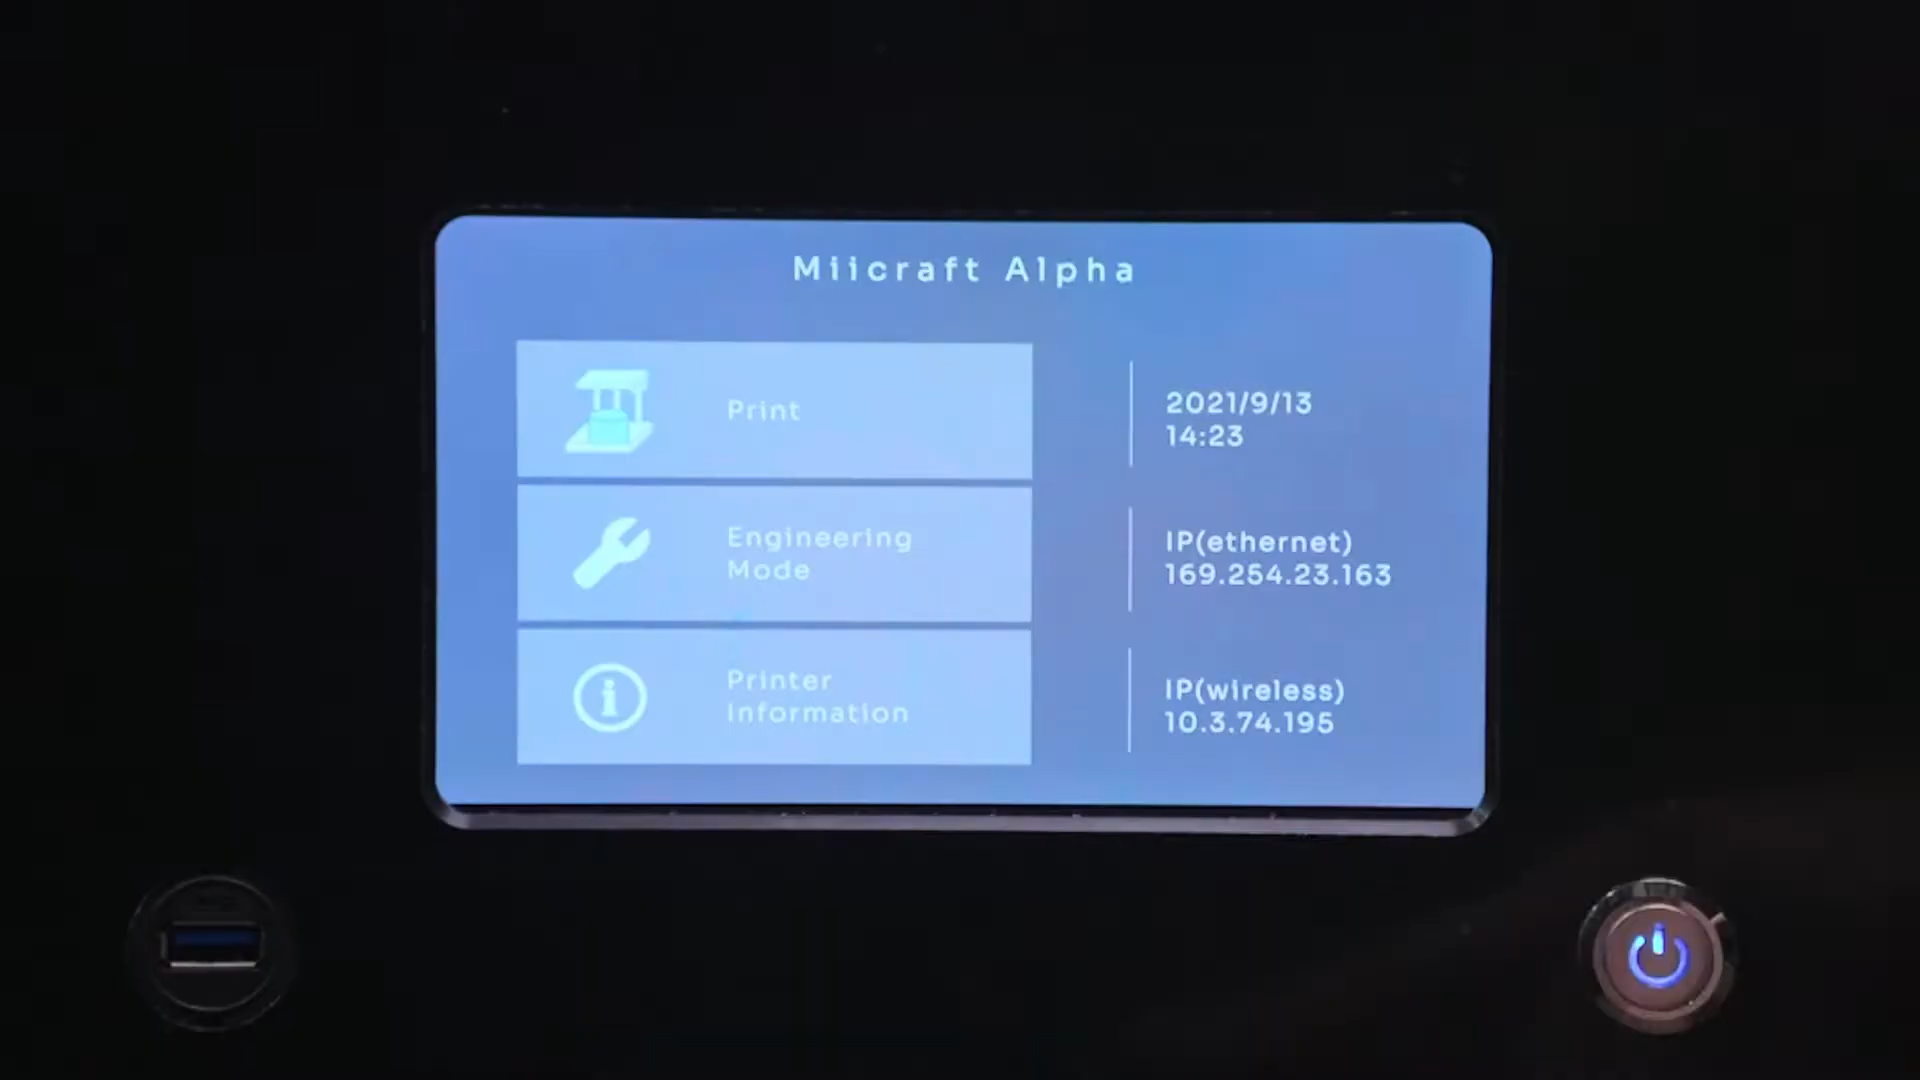 Miicraft Alpha
Print
Engineering
Mode
Printer
Information
2021/9/13
14:23
IP(ethernet)
169.254.23.163
IP(wireless)
10.3.74.195